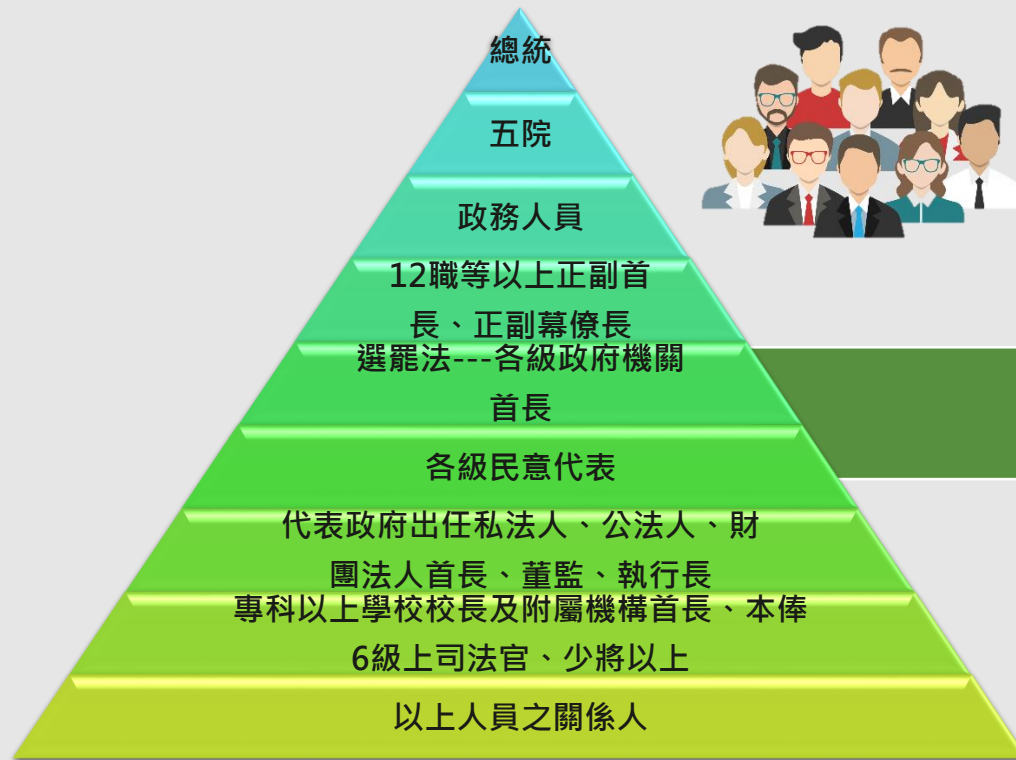 總統
五院
政務人員
12職等以上正副首
長、正副幕僚長
選罷法---各級政府機關
首長
各級民意代表
代表政府出任私法人、公法人、財
團法人首長、董監、執行長
專科以上學校校長及附屬機構首長、本俸
6級上司法官、少將以上
以上人員之關係人